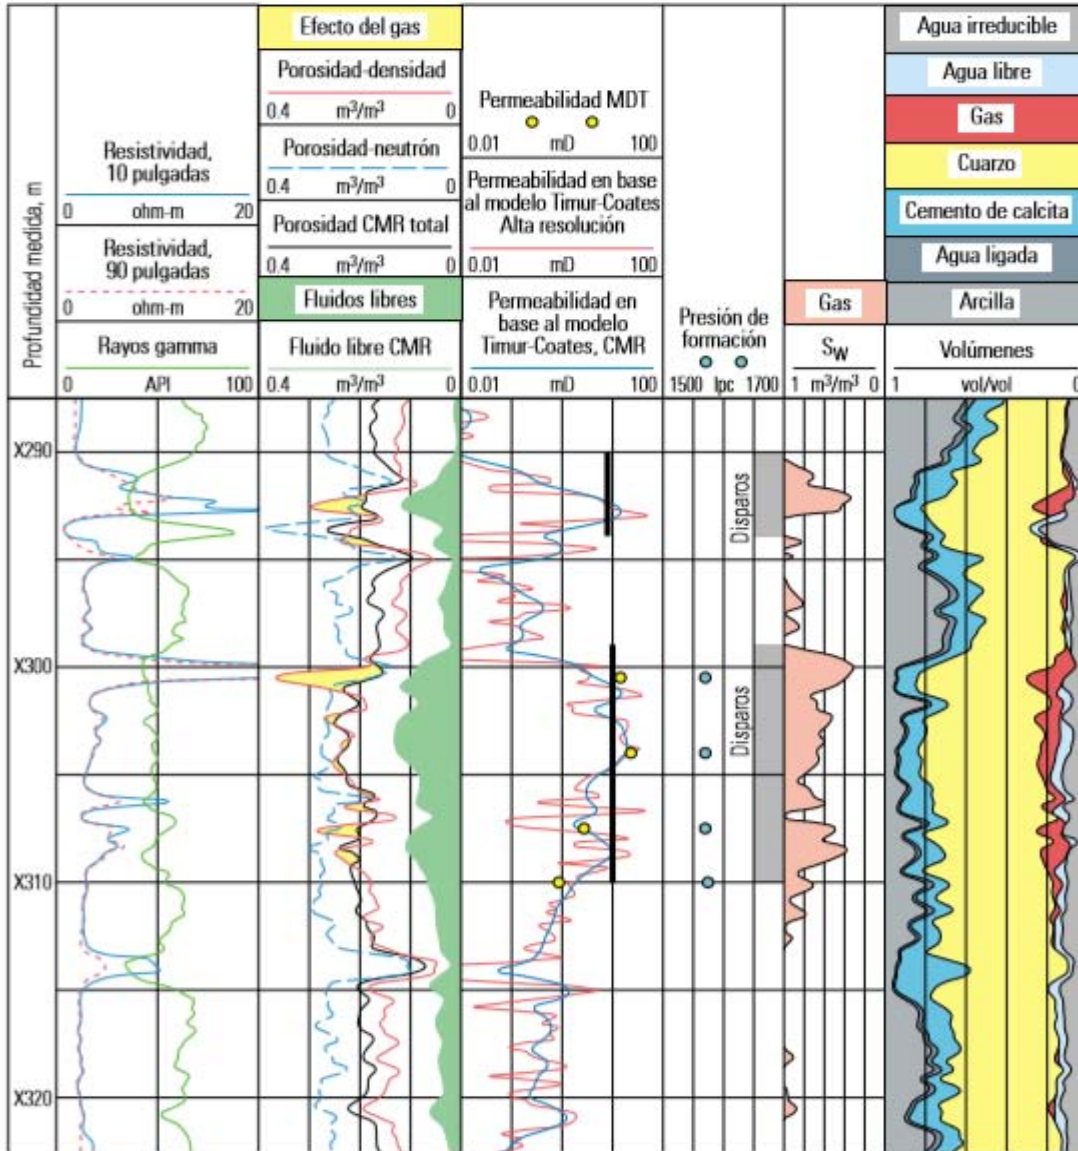 Profundidad medida, m
Resistividad,
10 pulgadas
0 ohm-m 20
Resistividad,
90 pulgadas
0 ohm-m 20
Rayos gamma
0 API 100
Efecto del gas
Porosidad-densidad
0.4 m³/m³ 0
Porosidad-neutrón
0.4 m³/m³ 0
Porosidad CMR total
0.4 m³/m³ 0
Fluidos libres
Fluido libre CMR
0.4 m³/m³ 0
Permeabilidad MDT
0.01 mD 100
Permeabilidad en base
al modelo Timur-Coates
Alta resolución
0.01 mD 100
Permeabilidad en
base al modelo
Timur-Coates, CMR
0.01 mD 100
Presión de
formación
1500 lpc 1700
Gas
Sw
1 m³/m³ 0
Agua irreducible
Agua libre
Gas
Cuarzo
Cemento de calcita
Agua ligada
Arcilla
Volúmenes
1 vol/vol 0
X290
Disparos
X300
Disparos
X310
X320